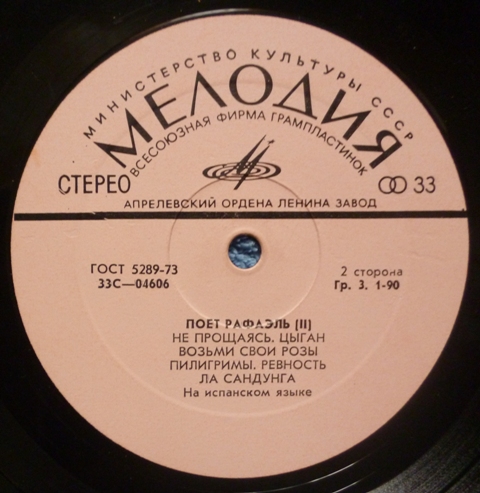 МИНИСТЕРСТВО КУЛЬТУРЫ СССР
МЕЛОДИЯ
ВСЕСОЮЗНАЯ ФИРМА ГРАМПЛАСТИНОК
СТЕРЕО
33
АПРЕЛЕВСКИЙ ОРДЕНА ЛЕНИНА ЗАВОД
ГОСТ 5289-73
33С—04606
2 сторона
Гр. 3. 1-90
ПОЕТ РАФАЭЛЬ (II)
НЕ ПРОЩАЯСЬ. ЦЫГАН
ВОЗЬМИ СВОИ РОЗЫ
ПИЛИГРИМЫ. РЕВНОСТЬ
ЛА САНДУНГА
На испанском языке